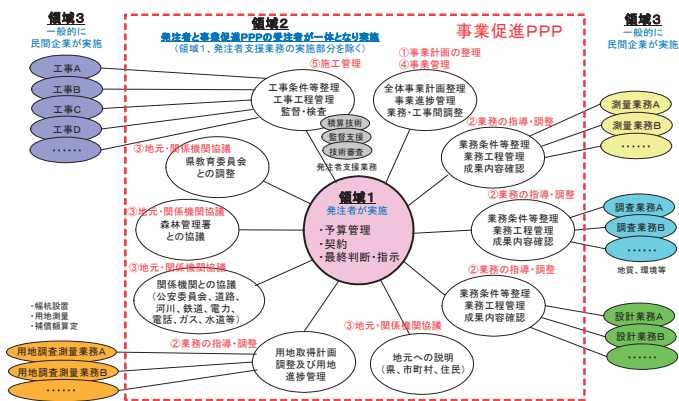 領域3
一般的に
民間企業が実施
工事A
工事B
工事C
工事D
……
領域2
発注者と事業促進PPPの受注者が一体となり実施
(領域1、発注者支援業務の実施部分を除く)
事業促進PPP
領域3
一般的に
民間企業が実施
⑤施工管理
工事条件等整理
工事工程管理
監督・検査
積算技術
監督支援
技術審査
発注者支援業務
①事業計画の整理
④事業管理
全体事業計画整理
事業進捗管理
業務・工事間調整
②業務の指導・調整
業務条件等整理
業務工程管理
成果内容確認
測量業務A
測量業務B
……
③地元・関係機関協議
県教育委員会
との調整
領域1
発注者が実施
・予算管理
・契約
・最終判断・指示
②業務の指導・調整
業務条件等整理
業務工程管理
成果内容確認
調査業務A
調査業務B
……
地質、環境等
③地元・関係機関協議
森林管理署
との協議
③地元・関係機関協議
関係機関との協議
(公安委員会、道路、
河川、鉄道、電力、
電話、ガス、水道等)
②業務の指導・調整
業務条件等整理
業務工程管理
成果内容確認
設計業務A
設計業務B
……
・幅杭設置
・用地測量
・補償額算定
用地調査測量業務A
用地調査測量業務B
……
②業務の指導・調整
用地取得計画
調整及び用地
進捗管理
③地元・関係機関協議
地元への説明
(県、市町村、住民)